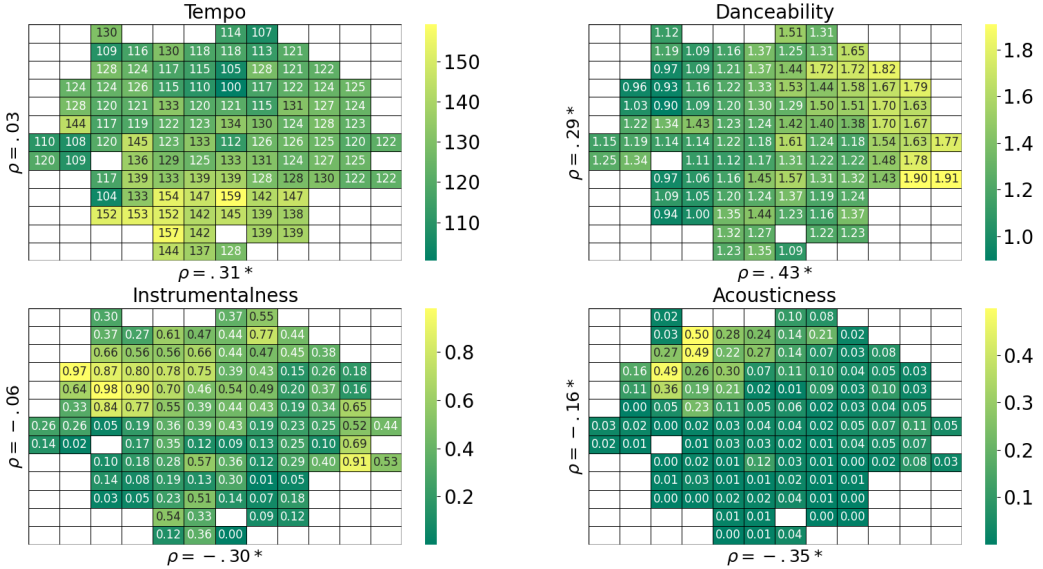 Tempo
130 114 107
109 116 130 118 118 113 121
128 124 117 115 105 128 121 122
124 124 126 112 107 100 124 122 124 125
128 120 121 133 120 121 115 131 127 124
144 117 119 122 123 134 130 124 128 123
110 108 120 145 123 133 112 126 126 125 120 122
120 109 136 129 125 133 131 124 127 125
117 139 133 139 139 128 128 130 122 122
104 133 154 147 159 142 147
152 153 152 142 145 139 138
157 142 139 139
144 137 128
ρ = .03
ρ = .31 *
150
140
130
120
110
Danceability
1.12 1.51 1.31
1.19 1.09 1.16 1.37 1.25 1.31 1.65
0.97 1.09 1.21 1.37 1.44 1.72 1.72 1.82
0.96 0.91 1.16 1.22 1.33 1.53 1.44 1.58 1.67 1.79
1.03 0.90 0.98 1.20 1.30 1.29 1.50 1.51 1.70 1.63
1.22 1.34 1.43 1.23 1.24 1.42 1.40 1.38 1.70 1.67
1.15 1.19 1.14 1.14 1.22 1.18 1.61 1.24 1.18 1.54 1.63 1.77
1.25 1.34 1.11 1.12 1.17 1.31 1.22 1.22 1.48 1.78
0.97 1.06 1.16 1.45 1.57 1.31 1.32 1.43 1.90 1.91
1.09 1.05 1.24 1.39 1.37 1.19 1.24
0.94 1.00 1.35 1.44 1.23 1.16 1.37
1.32 1.27 1.22 1.23
1.23 1.35 1.09
ρ = .29 *
ρ = .43 *
1.8
1.6
1.4
1.2
1.0
Instrumentalness
0.30 0.37 0.55
0.37 0.27 0.61 0.47 0.44 0.77 0.44
0.66 0.56 0.56 0.66 0.44 0.47 0.45 0.38
0.97 0.87 0.80 0.78 0.75 0.39 0.43 0.15 0.26 0.18
0.64 0.98 0.90 0.70 0.46 0.54 0.49 0.20 0.37 0.16
0.33 0.84 0.77 0.55 0.39 0.44 0.43 0.19 0.34 0.65
0.26 0.26 0.05 0.19 0.36 0.39 0.43 0.19 0.23 0.25 0.52 0.44
0.14 0.02 0.17 0.35 0.12 0.09 0.13 0.25 0.10 0.69
0.10 0.18 0.28 0.57 0.36 0.12 0.29 0.40 0.91 0.53
0.14 0.08 0.19 0.33 0.30 0.01 0.05
0.03 0.05 0.23 0.51 0.14 0.07 0.18
0.54 0.33 0.09 0.12
0.12 0.36 0.00
ρ = −.06
ρ = −.30 *
0.8
0.6
0.4
0.2
Acousticness
0.02 0.10 0.08
0.03 0.50 0.28 0.24 0.14 0.21 0.02
0.27 0.49 0.22 0.27 0.14 0.07 0.03 0.08
0.16 0.49 0.26 0.30 0.07 0.11 0.10 0.04 0.05 0.03
0.11 0.36 0.19 0.21 0.02 0.01 0.09 0.03 0.10 0.03
0.00 0.05 0.23 0.11 0.05 0.06 0.02 0.03 0.04 0.05
0.03 0.02 0.00 0.02 0.04 0.04 0.02 0.04 0.05 0.07 0.11 0.05
0.02 0.01 0.01 0.03 0.03 0.04 0.01 0.04 0.05 0.07
0.00 0.02 0.01 0.12 0.03 0.01 0.00 0.02 0.08 0.03
0.01 0.03 0.01 0.01 0.01 0.00 0.01
0.00 0.00 0.02 0.02 0.04 0.01 0.00
0.01 0.01 0.00 0.00
0.00 0.01 0.04
ρ = −.16 *
ρ = −.35 *
0.4
0.3
0.2
0.1